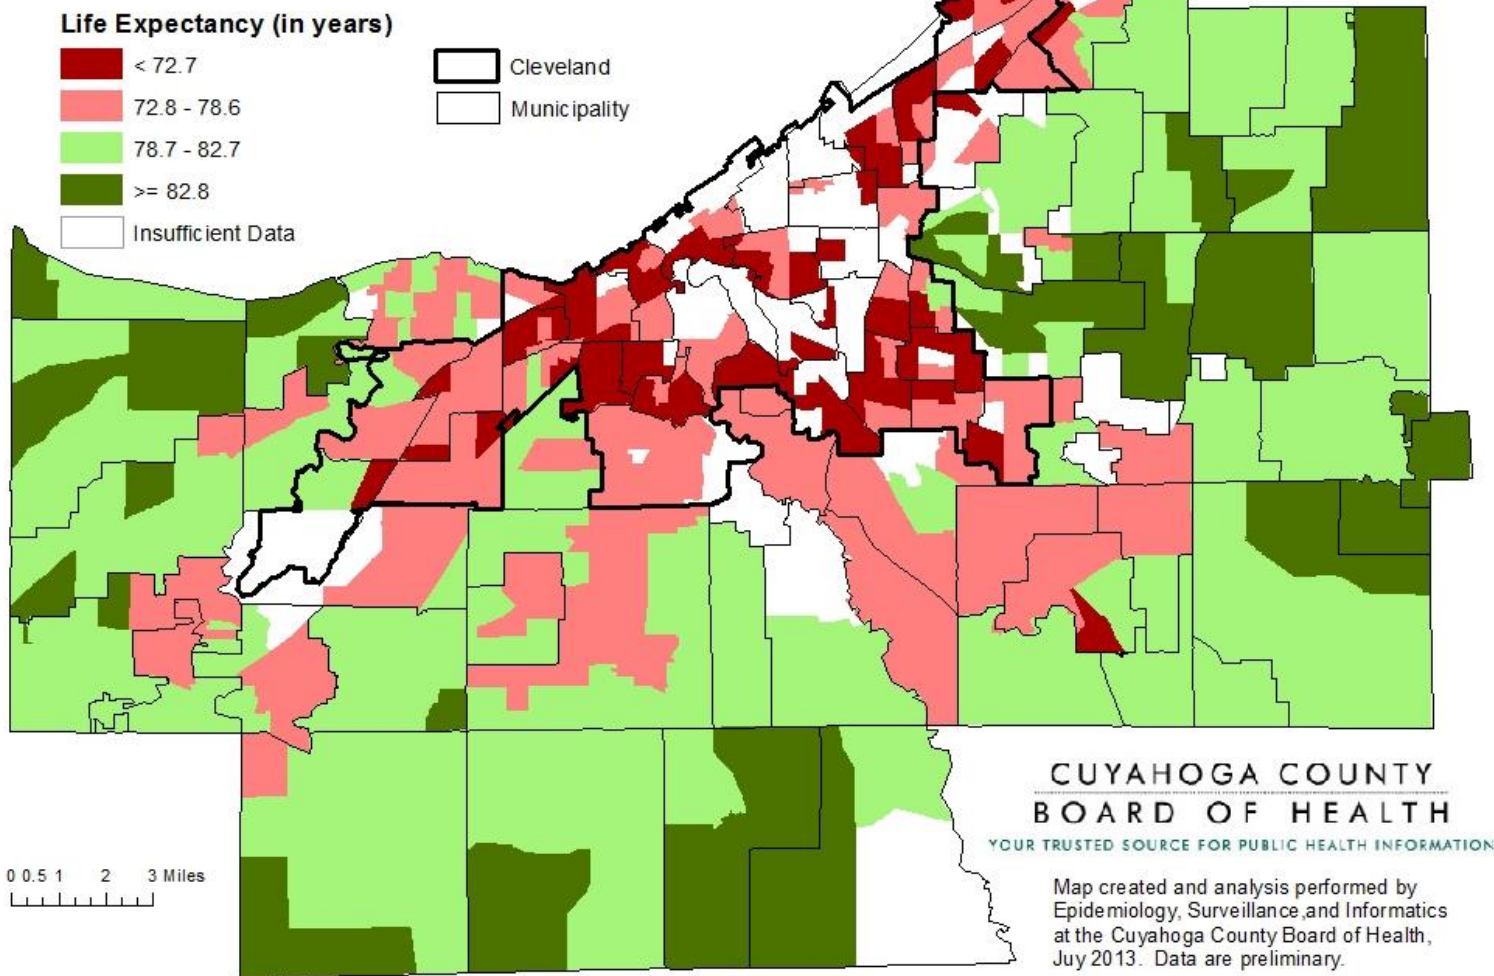 Life Expectancy (in years)
< 72.7
72.8 - 78.6
78.7 - 82.7
>= 82.8
Insufficient Data
Cleveland
Municipality
CUYAHOGA COUNTY
BOARD OF HEALTH
YOUR TRUSTED SOURCE FOR PUBLIC HEALTH INFORMATION
0 0.5 1 2 3 Miles
Map created and analysis performed by
Epidemiology, Surveillance,and Informatics
at the Cuyahoga County Board of Health,
Juy 2013. Data are preliminary.